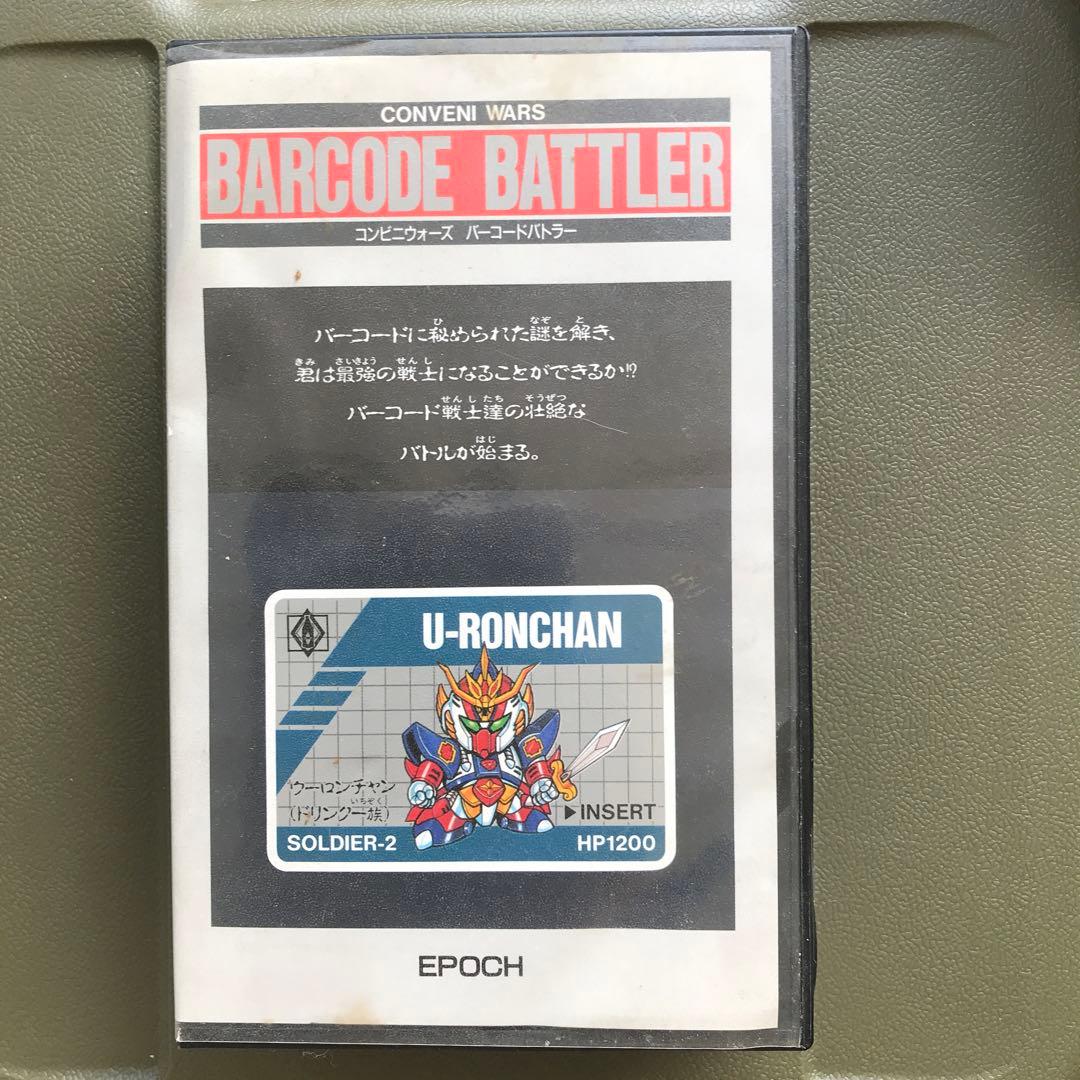 CONVENI WARS
BARCODE BATTLER
コンビニウォーズ バーコードバトラー
バーコードに秘められた謎を解き、
君は最強の戦士になることができるか!?
バーコード戦士達の壮絶な
バトルが始まる。
U-RONCHAN
ウーロンチャン
(ドリンク一族)
▶INSERT
SOLDIER-2 HP1200
EPOCH